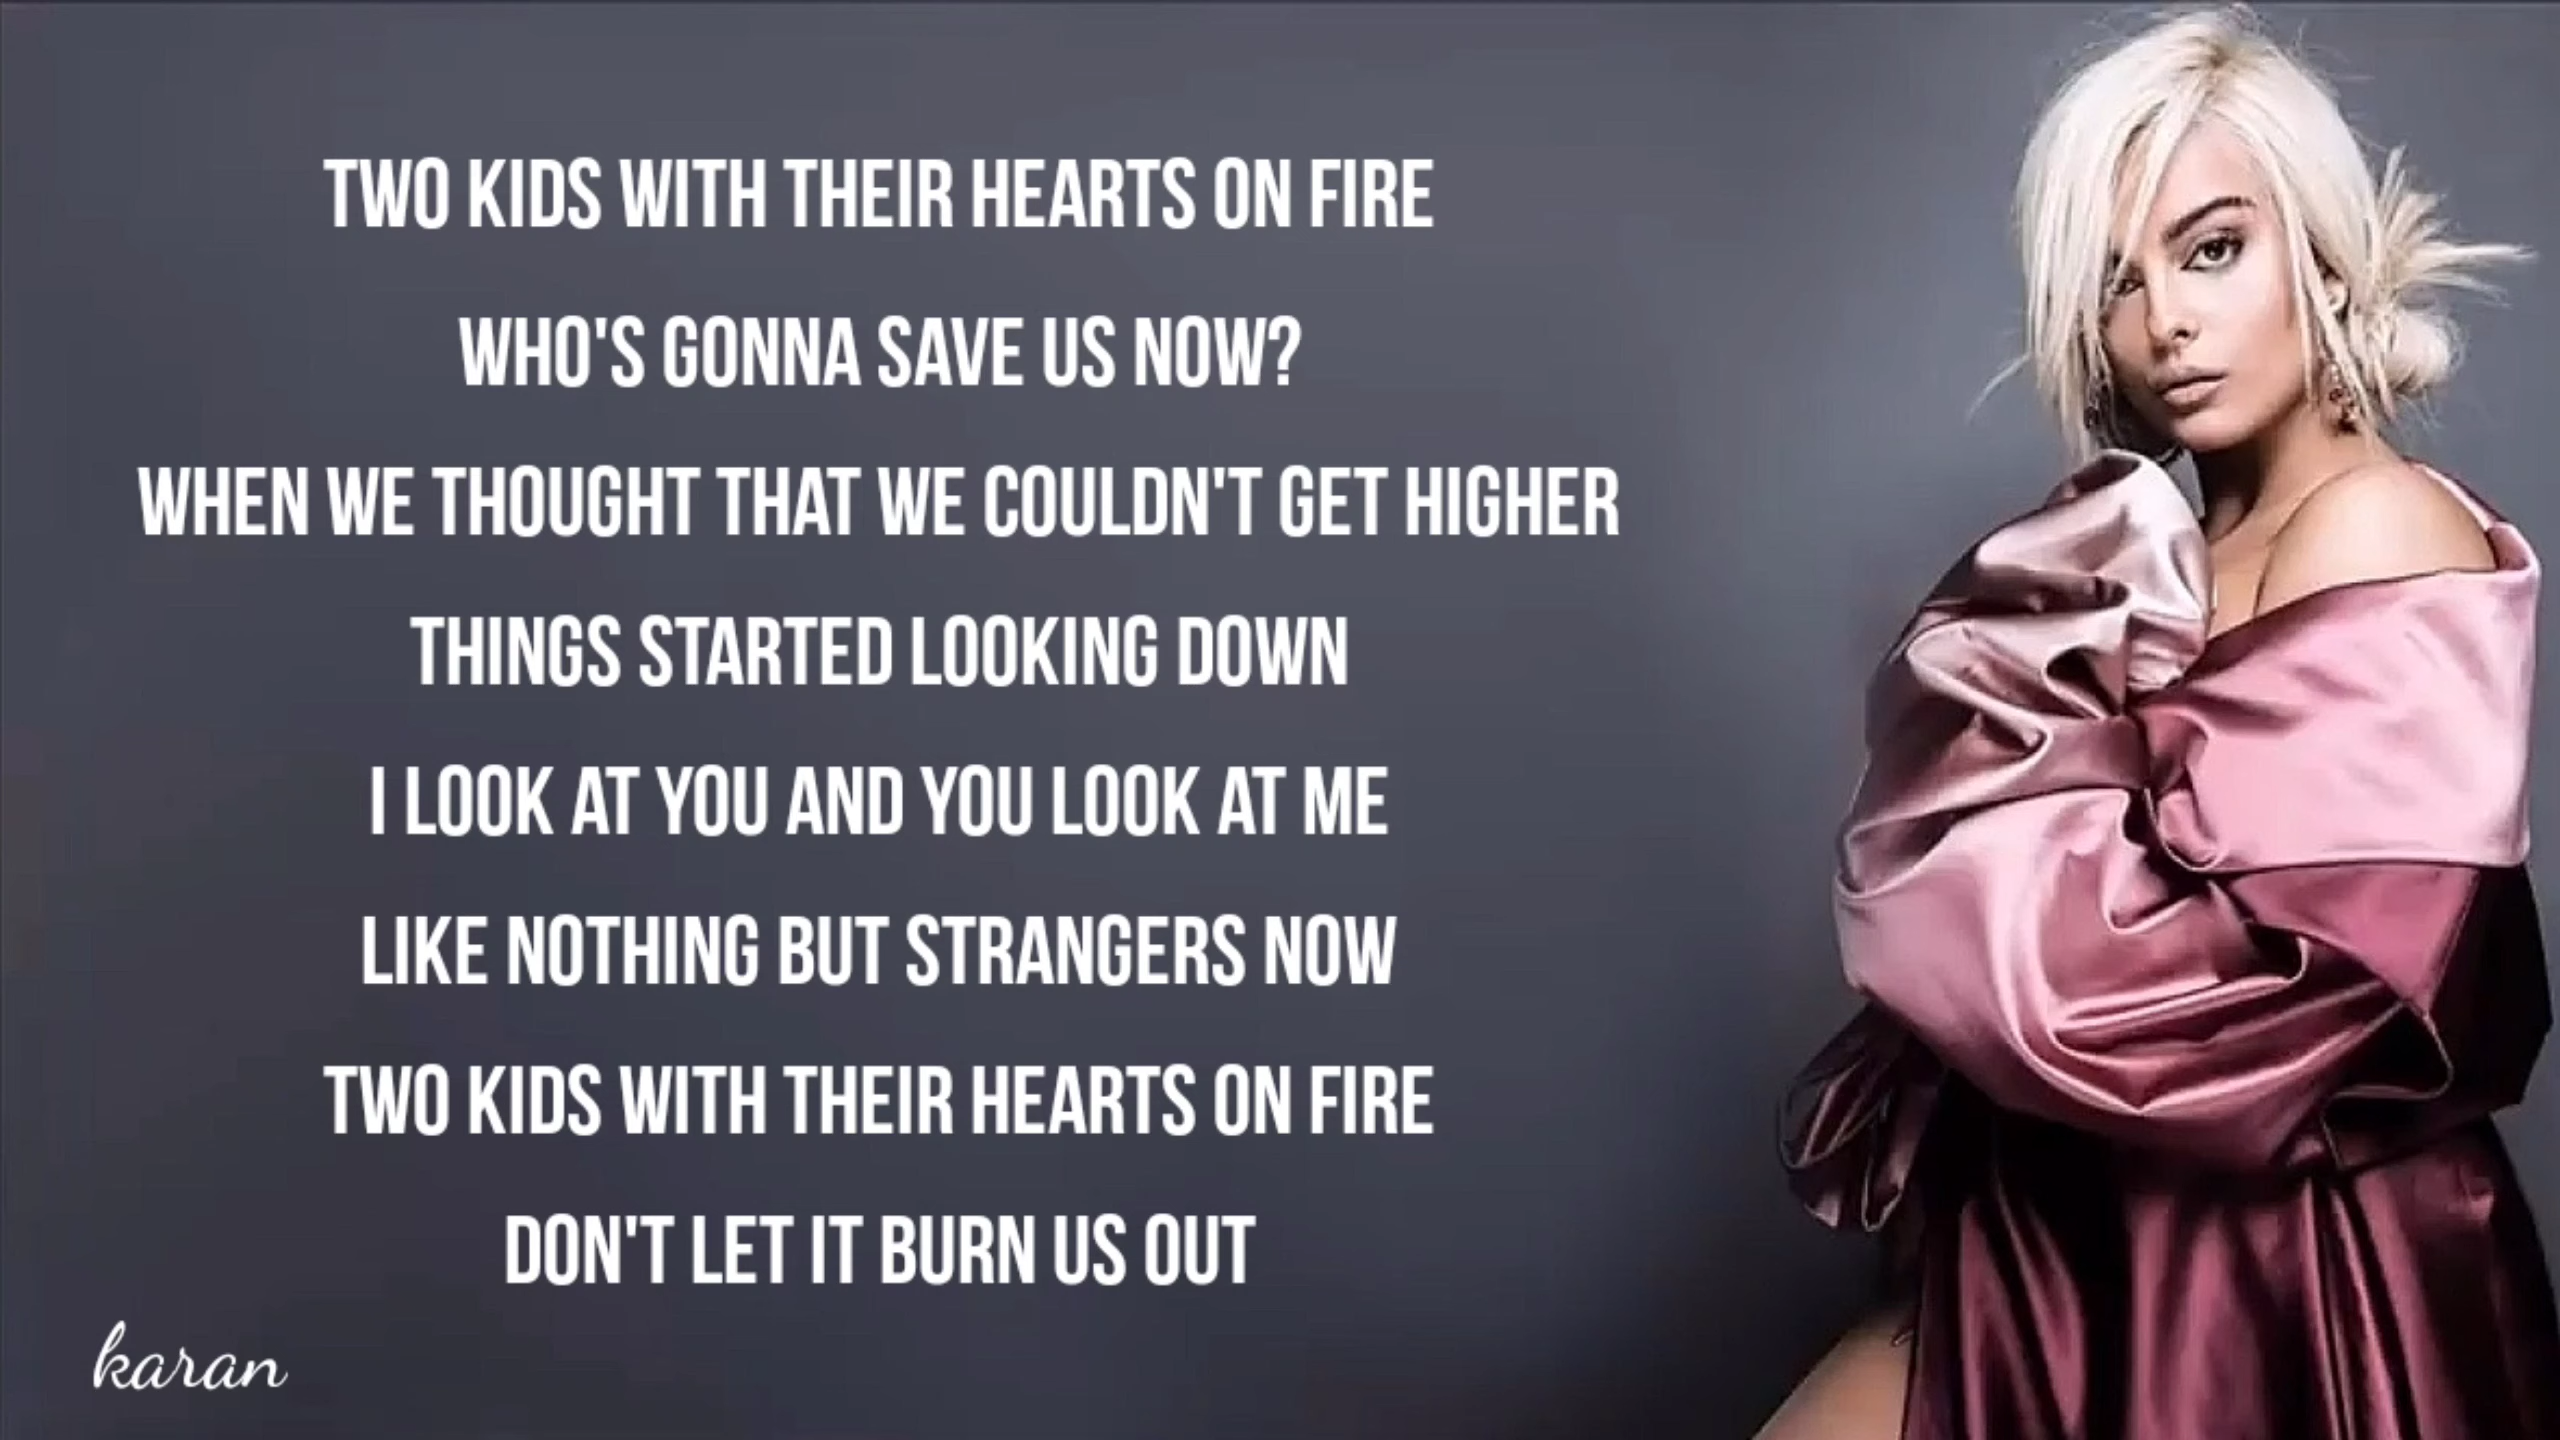 TWO KIDS WITH THEIR HEARTS ON FIRE
WHO'S GONNA SAVE US NOW?
WHEN WE THOUGHT THAT WE COULDN'T GET HIGHER
THINGS STARTED LOOKING DOWN
I LOOK AT YOU AND YOU LOOK AT ME
LIKE NOTHING BUT STRANGERS NOW
TWO KIDS WITH THEIR HEARTS ON FIRE
DON'T LET IT BURN US OUT
karan